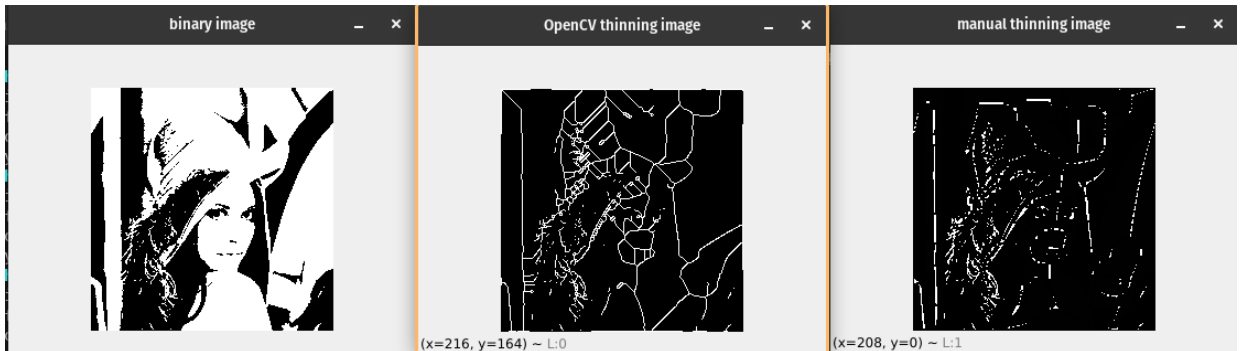 binary image
OpenCV thinning image
manual thinning image
(x=216, y=164) ~ L:0
(x=208, y=0) ~ L:1